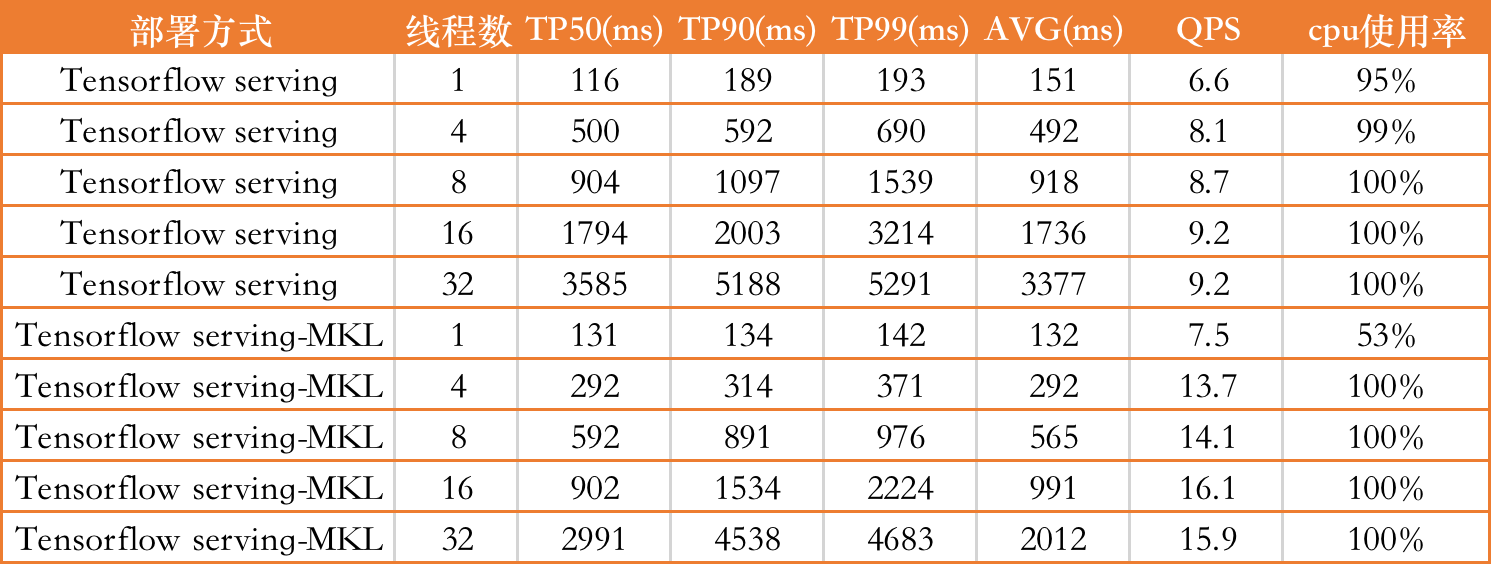 部署方式 线程数 TP50(ms) TP90(ms) TP99(ms) AVG(ms) QPS cpu使用率
Tensorflow serving 1 116 189 193 151 6.6 95%
Tensorflow serving 4 500 592 690 492 8.1 99%
Tensorflow serving 8 904 1097 1539 918 8.7 100%
Tensorflow serving 16 1794 2003 3214 1736 9.2 100%
Tensorflow serving 32 3585 5188 5291 3377 9.2 100%
Tensorflow serving-MKL 1 131 134 142 132 7.5 53%
Tensorflow serving-MKL 4 292 314 371 292 13.7 100%
Tensorflow serving-MKL 8 592 891 976 565 14.1 100%
Tensorflow serving-MKL 16 902 1534 2224 991 16.1 100%
Tensorflow serving-MKL 32 2991 4538 4683 2012 15.9 100%